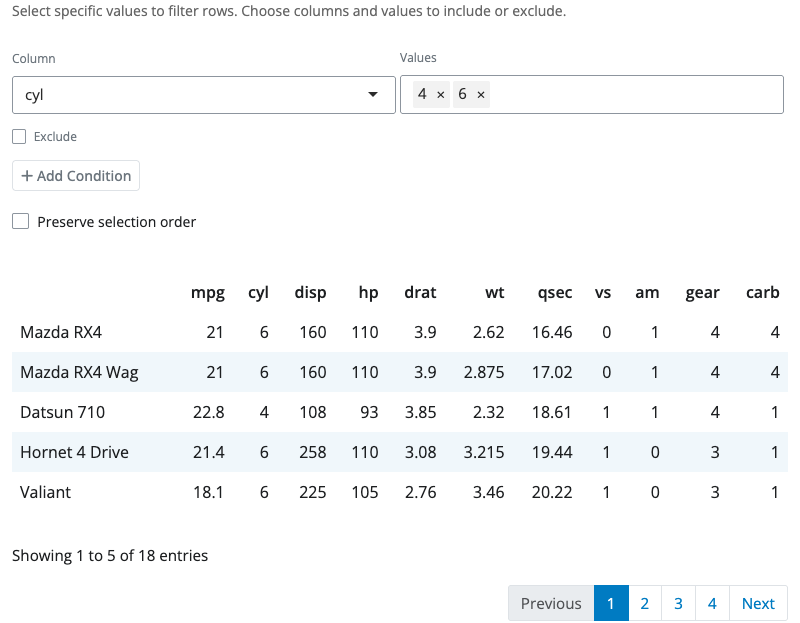 Select specific values to filter rows. Choose columns and values to include or exclude.
Column Values
cyl 4 × 6 ×
Exclude
+ Add Condition
Preserve selection order
mpg cyl disp hp drat wt qsec vs am gear carb
Mazda RX4 21 6 160 110 3.9 2.62 16.46 0 1 4 4
Mazda RX4 Wag 21 6 160 110 3.9 2.875 17.02 0 1 4 4
Datsun 710 22.8 4 108 93 3.85 2.32 18.61 1 1 4 1
Hornet 4 Drive 21.4 6 258 110 3.08 3.215 19.44 1 0 3 1
Valiant 18.1 6 225 105 2.76 3.46 20.22 1 0 3 1
Showing 1 to 5 of 18 entries
Previous 1 2 3 4 Next